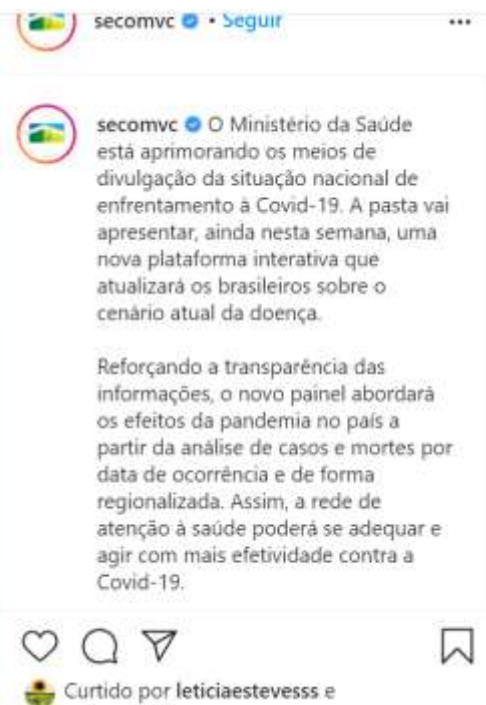 secomvc • Seguir
secomvc O Ministério da Saúde
está aprimorando os meios de
divulgação da situação nacional de
enfrentamento à Covid-19. A pasta vai
apresentar, ainda nesta semana, uma
nova plataforma interativa que
atualizará os brasileiros sobre o
cenário atual da doença.
Reforçando a transparência das
informações, o novo painel abordará
os efeitos da pandemia no país a
partir da análise de casos e mortes por
data de ocorrência e de forma
regionalizada. Assim, a rede de
atenção à saúde poderá se adequar e
agir com mais efetividade contra a
Covid-19.
Curtido por leticiaestevesss e